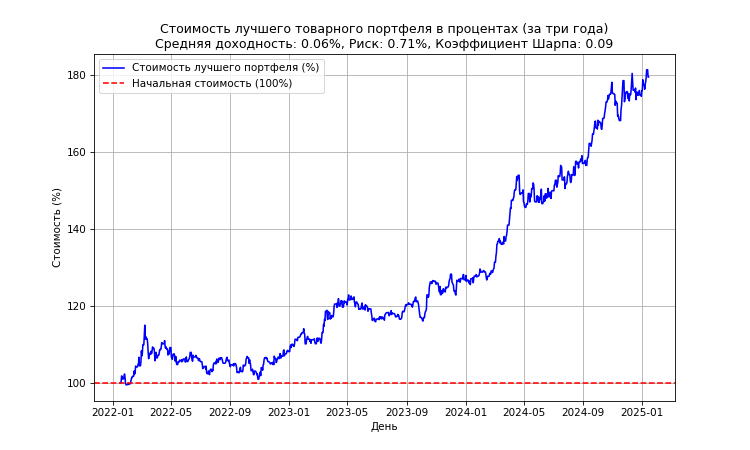 Стоимость лучшего товарного портфеля в процентах (за три года)
Средняя доходность: 0.06%, Риск: 0.71%, Коэффициент Шарпа: 0.09
Стоимость лучшего портфеля (%)
Начальная стоимость (100%)
Стоимость (%)
180
160
140
120
100
2022-01 2022-05 2022-09 2023-01 2023-05 2023-09 2024-01 2024-05 2024-09 2025-01
День